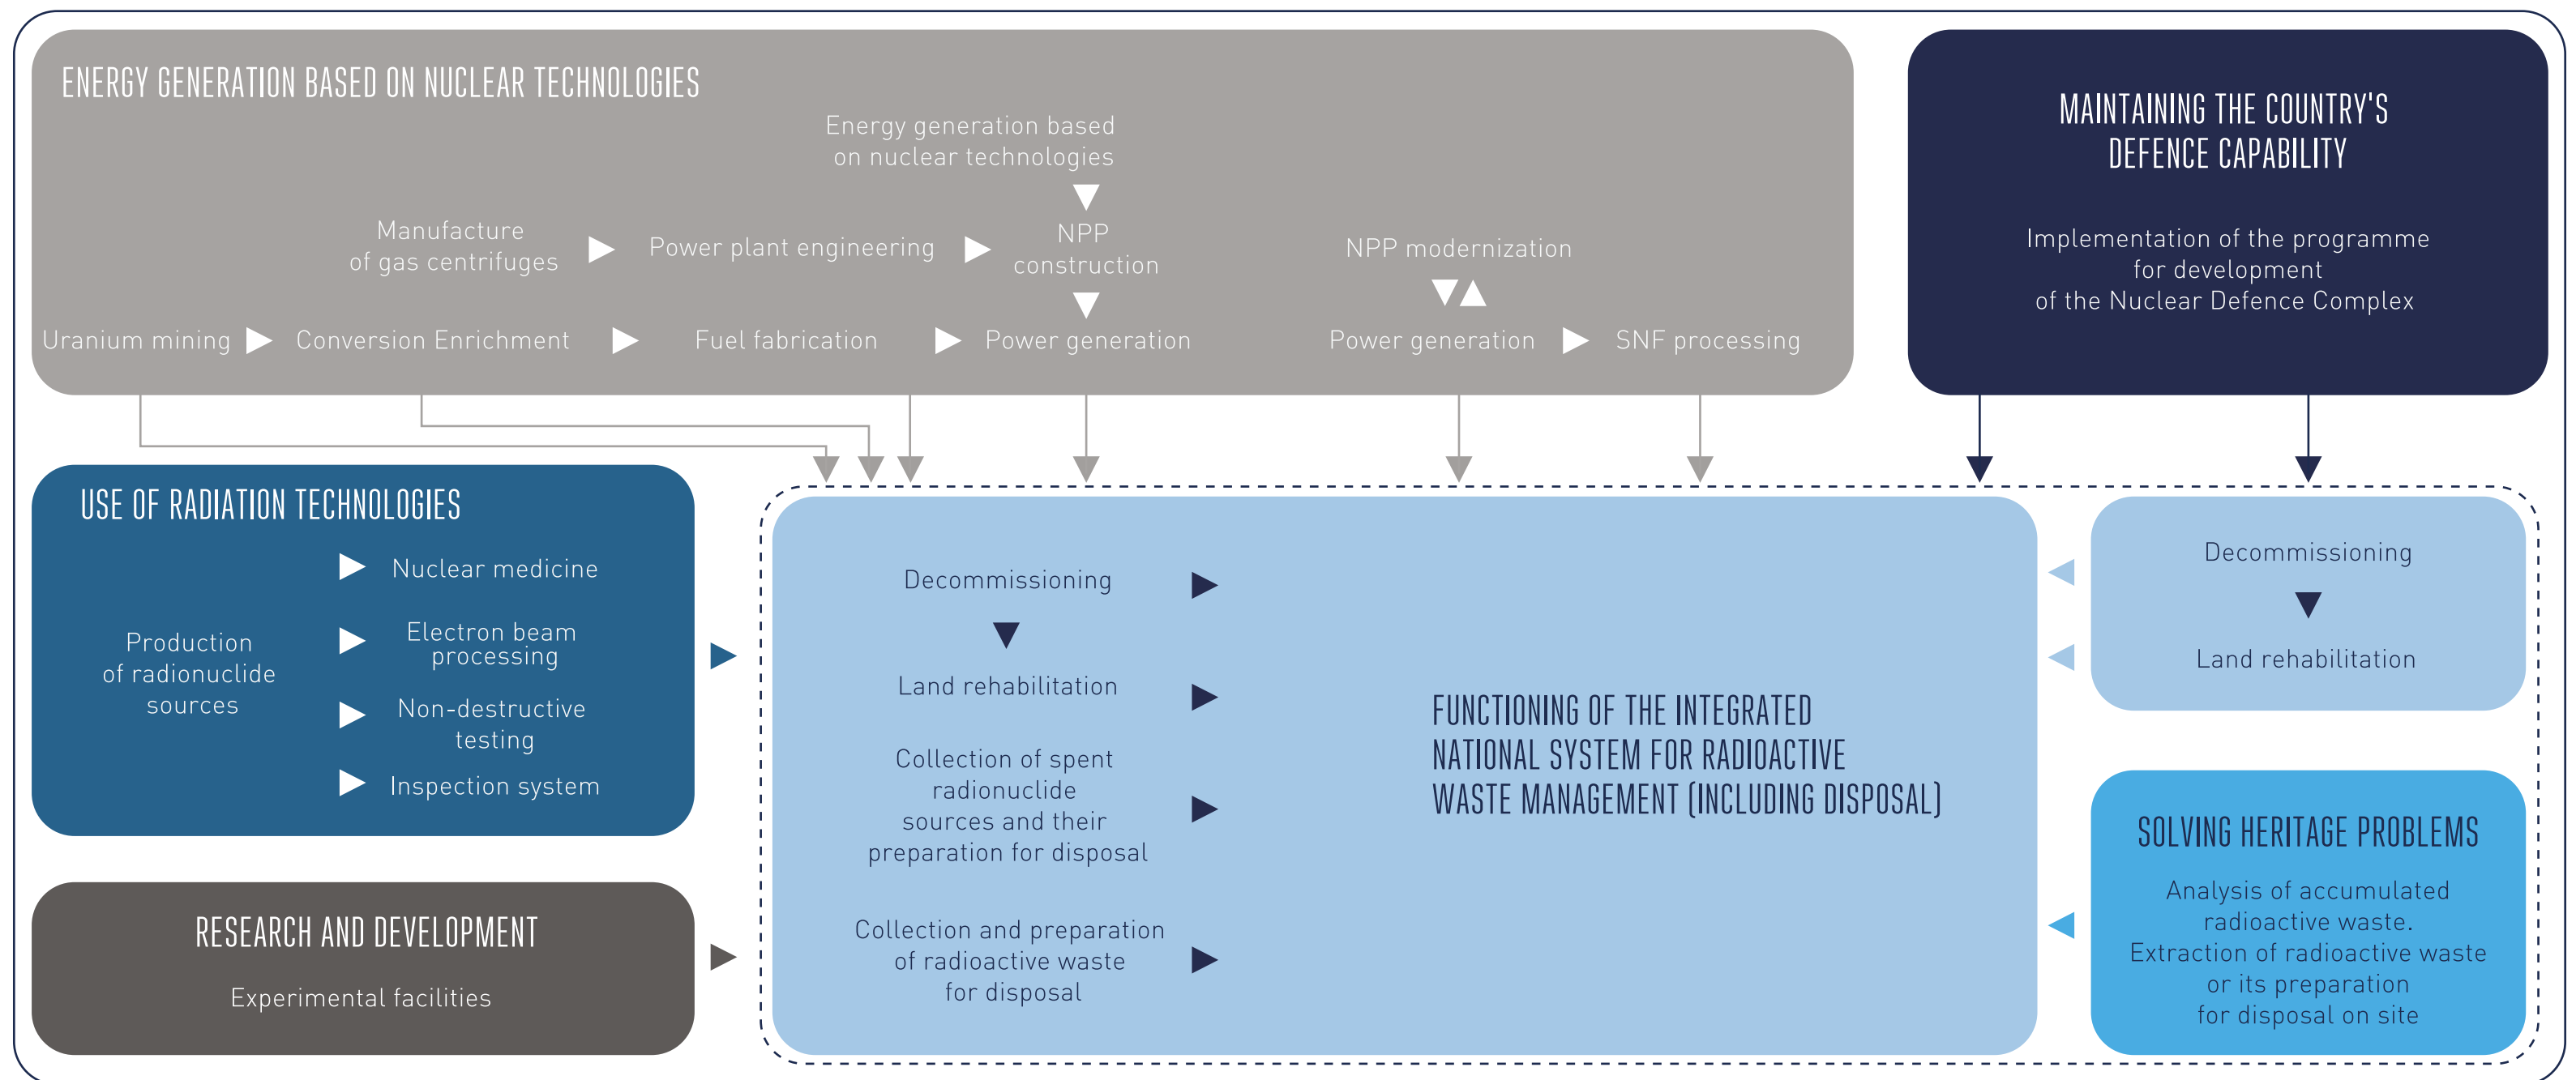 ENERGY GENERATION BASED ON NUCLEAR TECHNOLOGIES
Energy generation based
on nuclear technologies
Manufacture
of gas centrifuges
Power plant engineering
NPP
construction
NPP modernization
Uranium mining
Conversion Enrichment
Fuel fabrication
Power generation
Power generation
SNF processing
MAINTAINING THE COUNTRY'S
DEFENCE CAPABILITY
Implementation of the programme
for development
of the Nuclear Defence Complex
USE OF RADIATION TECHNOLOGIES
Production
of radionuclide
sources
Nuclear medicine
Electron beam
processing
Non-destructive
testing
Inspection system
RESEARCH AND DEVELOPMENT
Experimental facilities
Decommissioning
Land rehabilitation
Collection of spent
radionuclide
sources and their
preparation for disposal
Collection and preparation
of radioactive waste
for disposal
FUNCTIONING OF THE INTEGRATED
NATIONAL SYSTEM FOR RADIOACTIVE
WASTE MANAGEMENT (INCLUDING DISPOSAL)
Decommissioning
Land rehabilitation
SOLVING HERITAGE PROBLEMS
Analysis of accumulated
radioactive waste.
Extraction of radioactive waste
or its preparation
for disposal on site